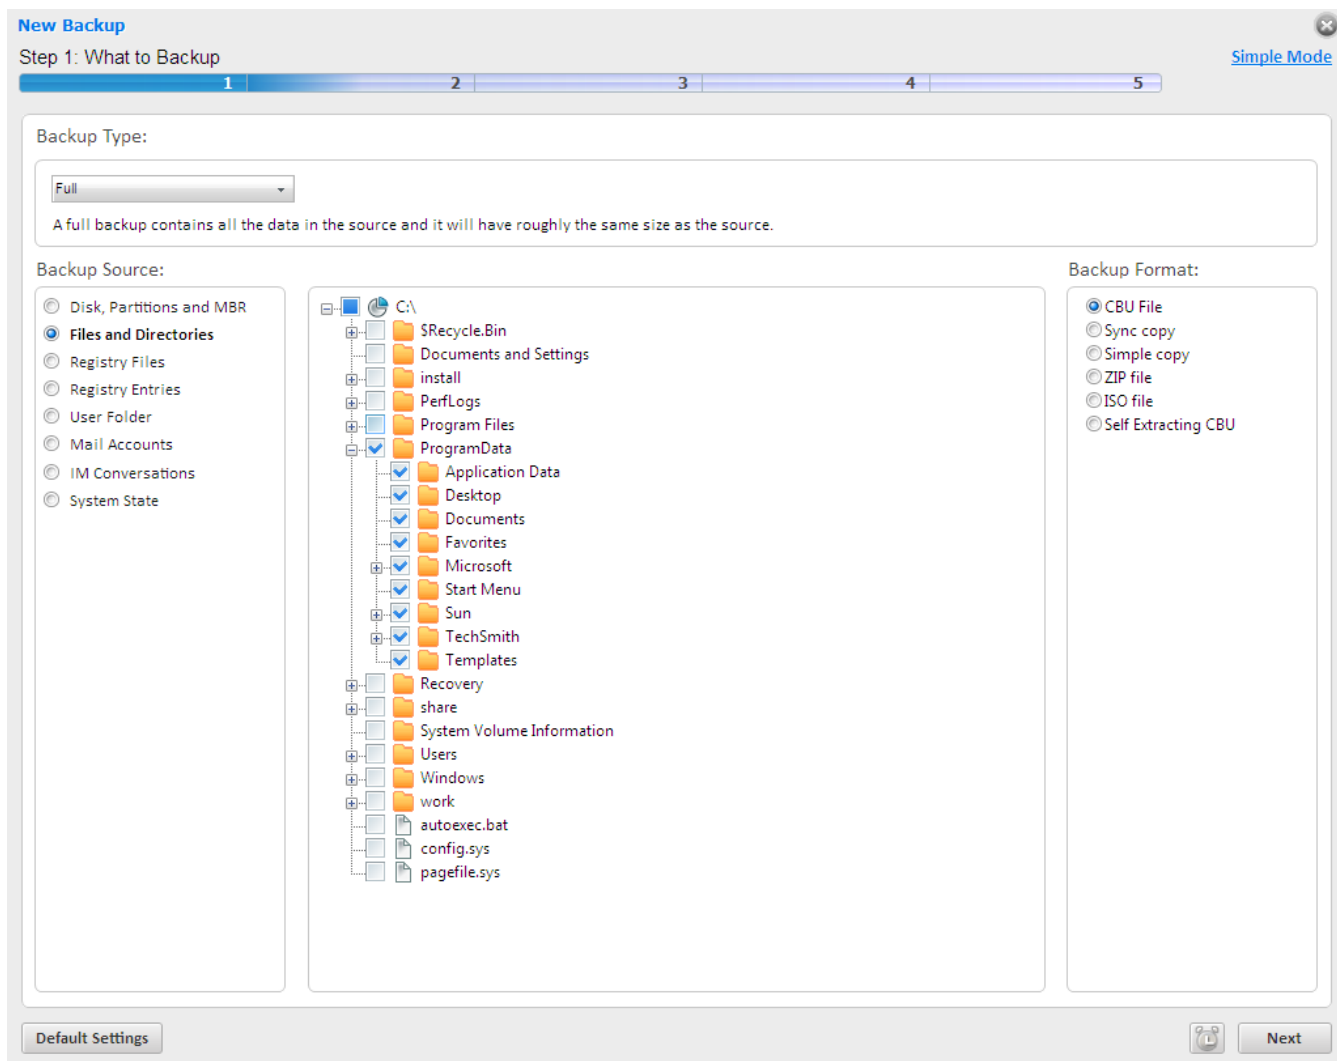 New Backup
Step 1: What to Backup
Simple Mode
1 2 3 4 5
Backup Type:
Full
A full backup contains all the data in the source and it will have roughly the same size as the source.
Backup Source:
Disk, Partitions and MBR
Files and Directories
Registry Files
Registry Entries
User Folder
Mail Accounts
IM Conversations
System State
C:\
$Recycle.Bin
Documents and Settings
install
PerfLogs
Program Files
ProgramData
Application Data
Desktop
Documents
Favorites
Microsoft
Start Menu
Sun
TechSmith
Templates
Recovery
share
System Volume Information
Users
Windows
work
autoexec.bat
config.sys
pagefile.sys
Backup Format:
CBU File
Sync copy
Simple copy
ZIP file
ISO file
Self Extracting CBU
Default Settings
Next